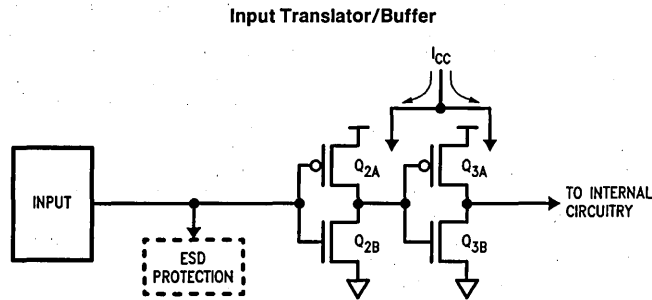 Input Translator/Buffer
ICC
Q2A
Q3A
INPUT
TO INTERNAL
CIRCUITRY
Q2B
Q3B
ESD
PROTECTION